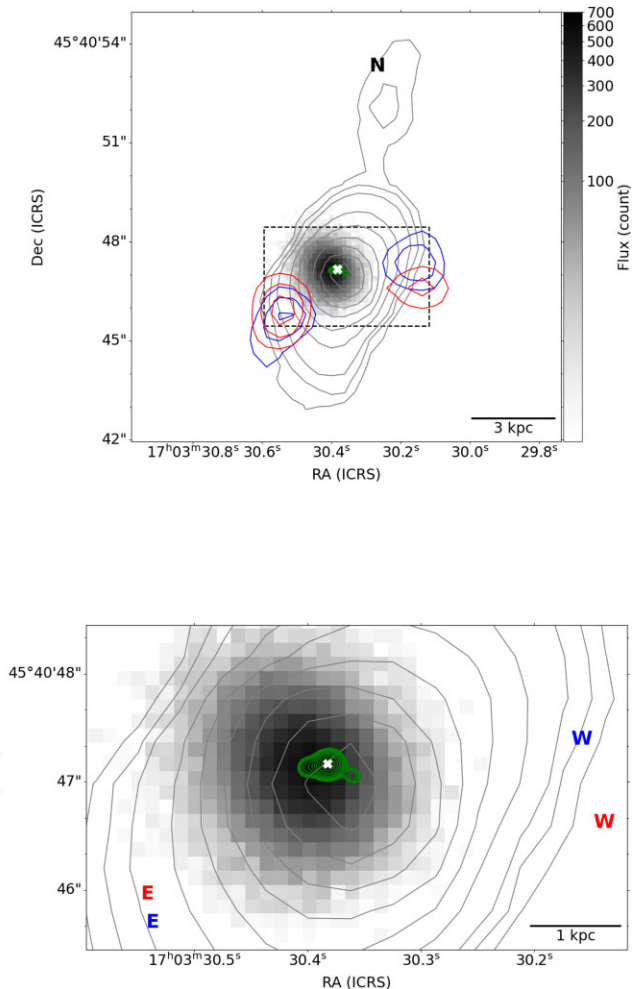 700
600
500
400
300
200
100
Flux (count)
45°40'54"
51"
48"
45"
42"
Dec (ICRS)
N
3 kpc
17ʰ03ᵐ30.8ˢ 30.6ˢ 30.4ˢ 30.2ˢ 30.0ˢ 29.8ˢ
RA (ICRS)
45°40'48"
47"
46"
W
W
E
E
1 kpc
17ʰ03ᵐ30.5ˢ 30.4ˢ 30.3ˢ 30.2ˢ
RA (ICRS)